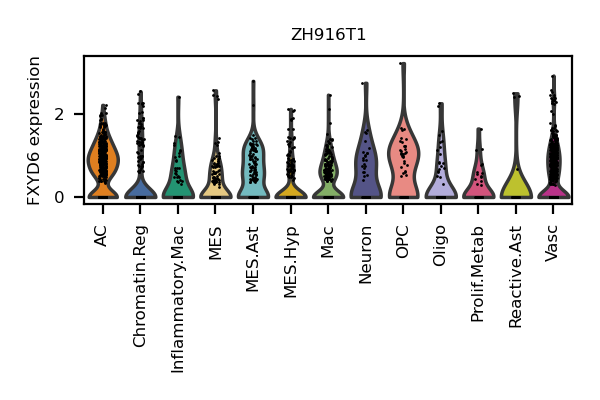 ZH916T1
FXYD6 expression
2
0
AC
Chromatin.Reg
Inflammatory.Mac
MES
MES.Ast
MES.Hyp
Mac
Neuron
OPC
Oligo
Prolif.Metab
Reactive.Ast
Vasc